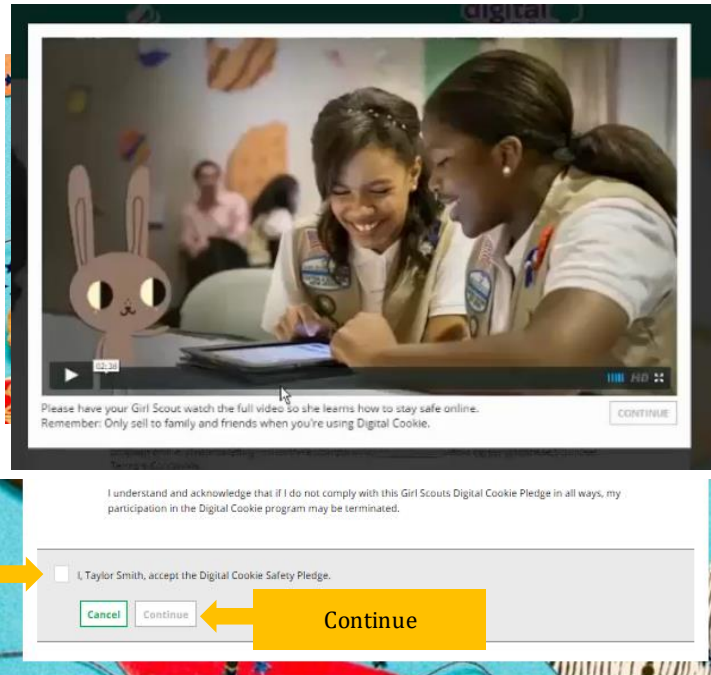 digital
02:38
HD
Please have your Girl Scout watch the full video so she learns how to stay safe online.
Remember: Only sell to family and friends when you're using Digital Cookie.
CONTINUE
I understand and acknowledge that if I do not comply with this Girl Scouts Digital Cookie Pledge in all ways, my
participation in the Digital Cookie program may be terminated.
I, Taylor Smith, accept the Digital Cookie Safety Pledge.
Cancel
Continue
Continue